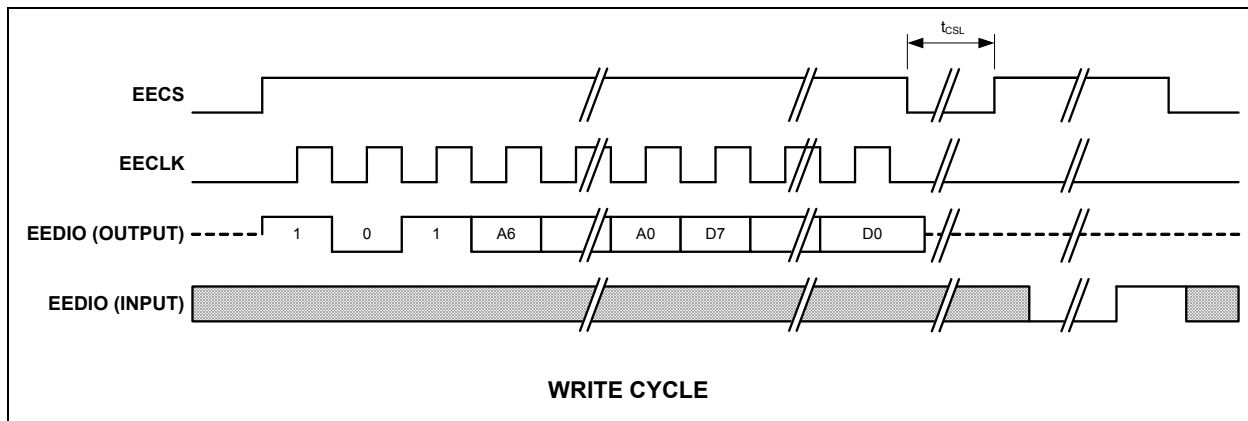 tCSL
EECS
EECLK
EEDIO (OUTPUT) 1 0 1 A6 A0 D7 D0
EEDIO (INPUT)
WRITE CYCLE